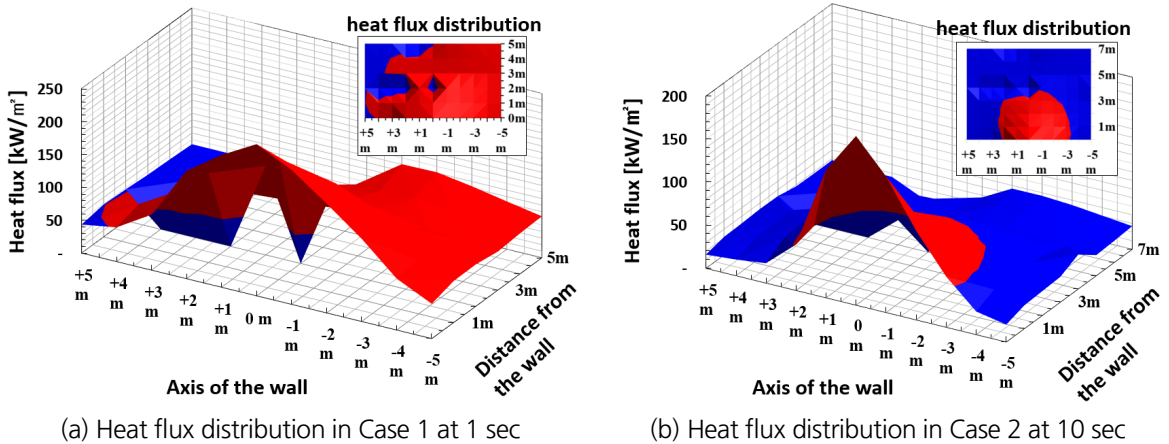 heat flux distribution
5m
4m
3m
2m
1m
0m
+5 +3 +1 -1 -3 -5
m m m m m m
Heat flux [kW/㎡]
250
200
150
100
50
-
+5
m
+4
m
+3
m
+2
m
+1
m
0 m
-1
m
-2
m
-3
m
-4
m
-5
m
1m
3m
5m
Axis of the wall
Distance from
the wall
(a) Heat flux distribution in Case 1 at 1 sec
heat flux distribution
7m
5m
3m
1m
+5 +3 +1 -1 -3 -5
m m m m m m
Heat flux [kW/㎡]
200
150
100
50
-
+5
m
+4
m
+3
m
+2
m
+1
m
0
m
-1
m
-2
m
-3
m
-4
m
-5
m
1m
3m
5m
7m
Axis of the wall
Distance from
the wall
(b) Heat flux distribution in Case 2 at 10 sec